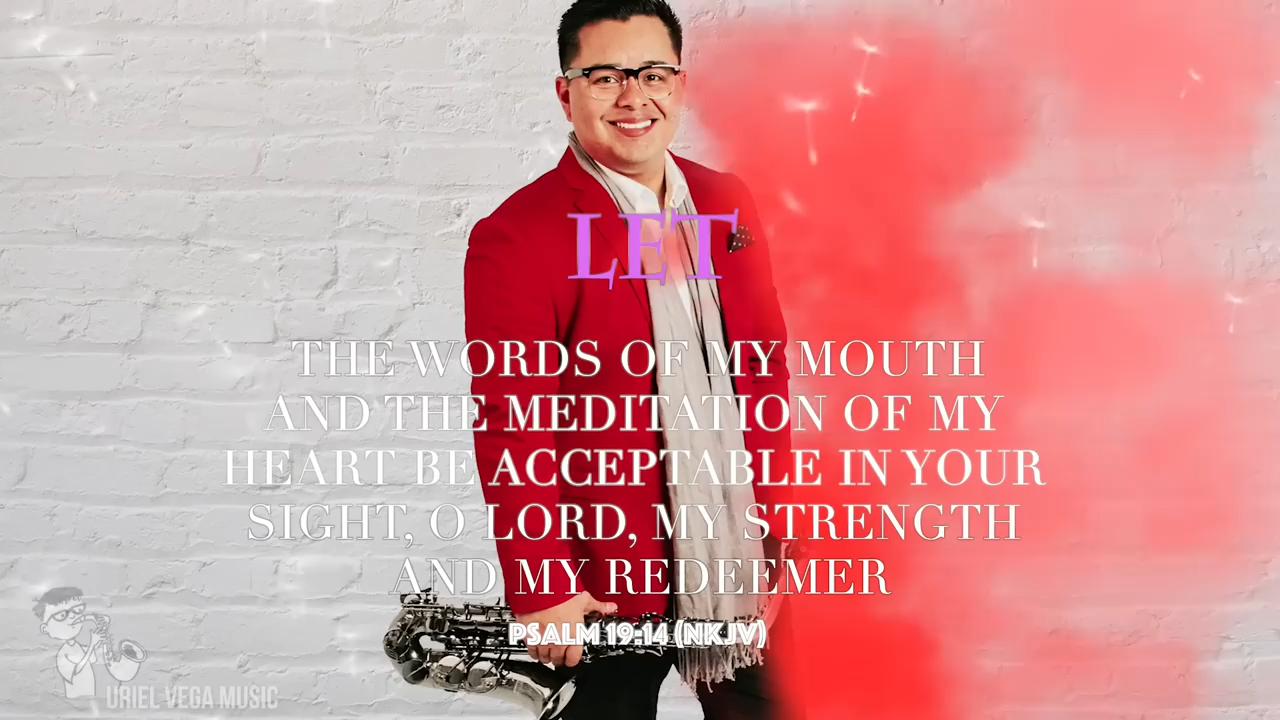 LET
THE WORDS OF MY MOUTH
AND THE MEDITATION OF MY
HEART BE ACCEPTABLE IN YOUR
SIGHT, O LORD, MY STRENGTH
AND MY REDEEMER
PSALM 19:14 (NKJV)
URIEL VEGA MUSIC